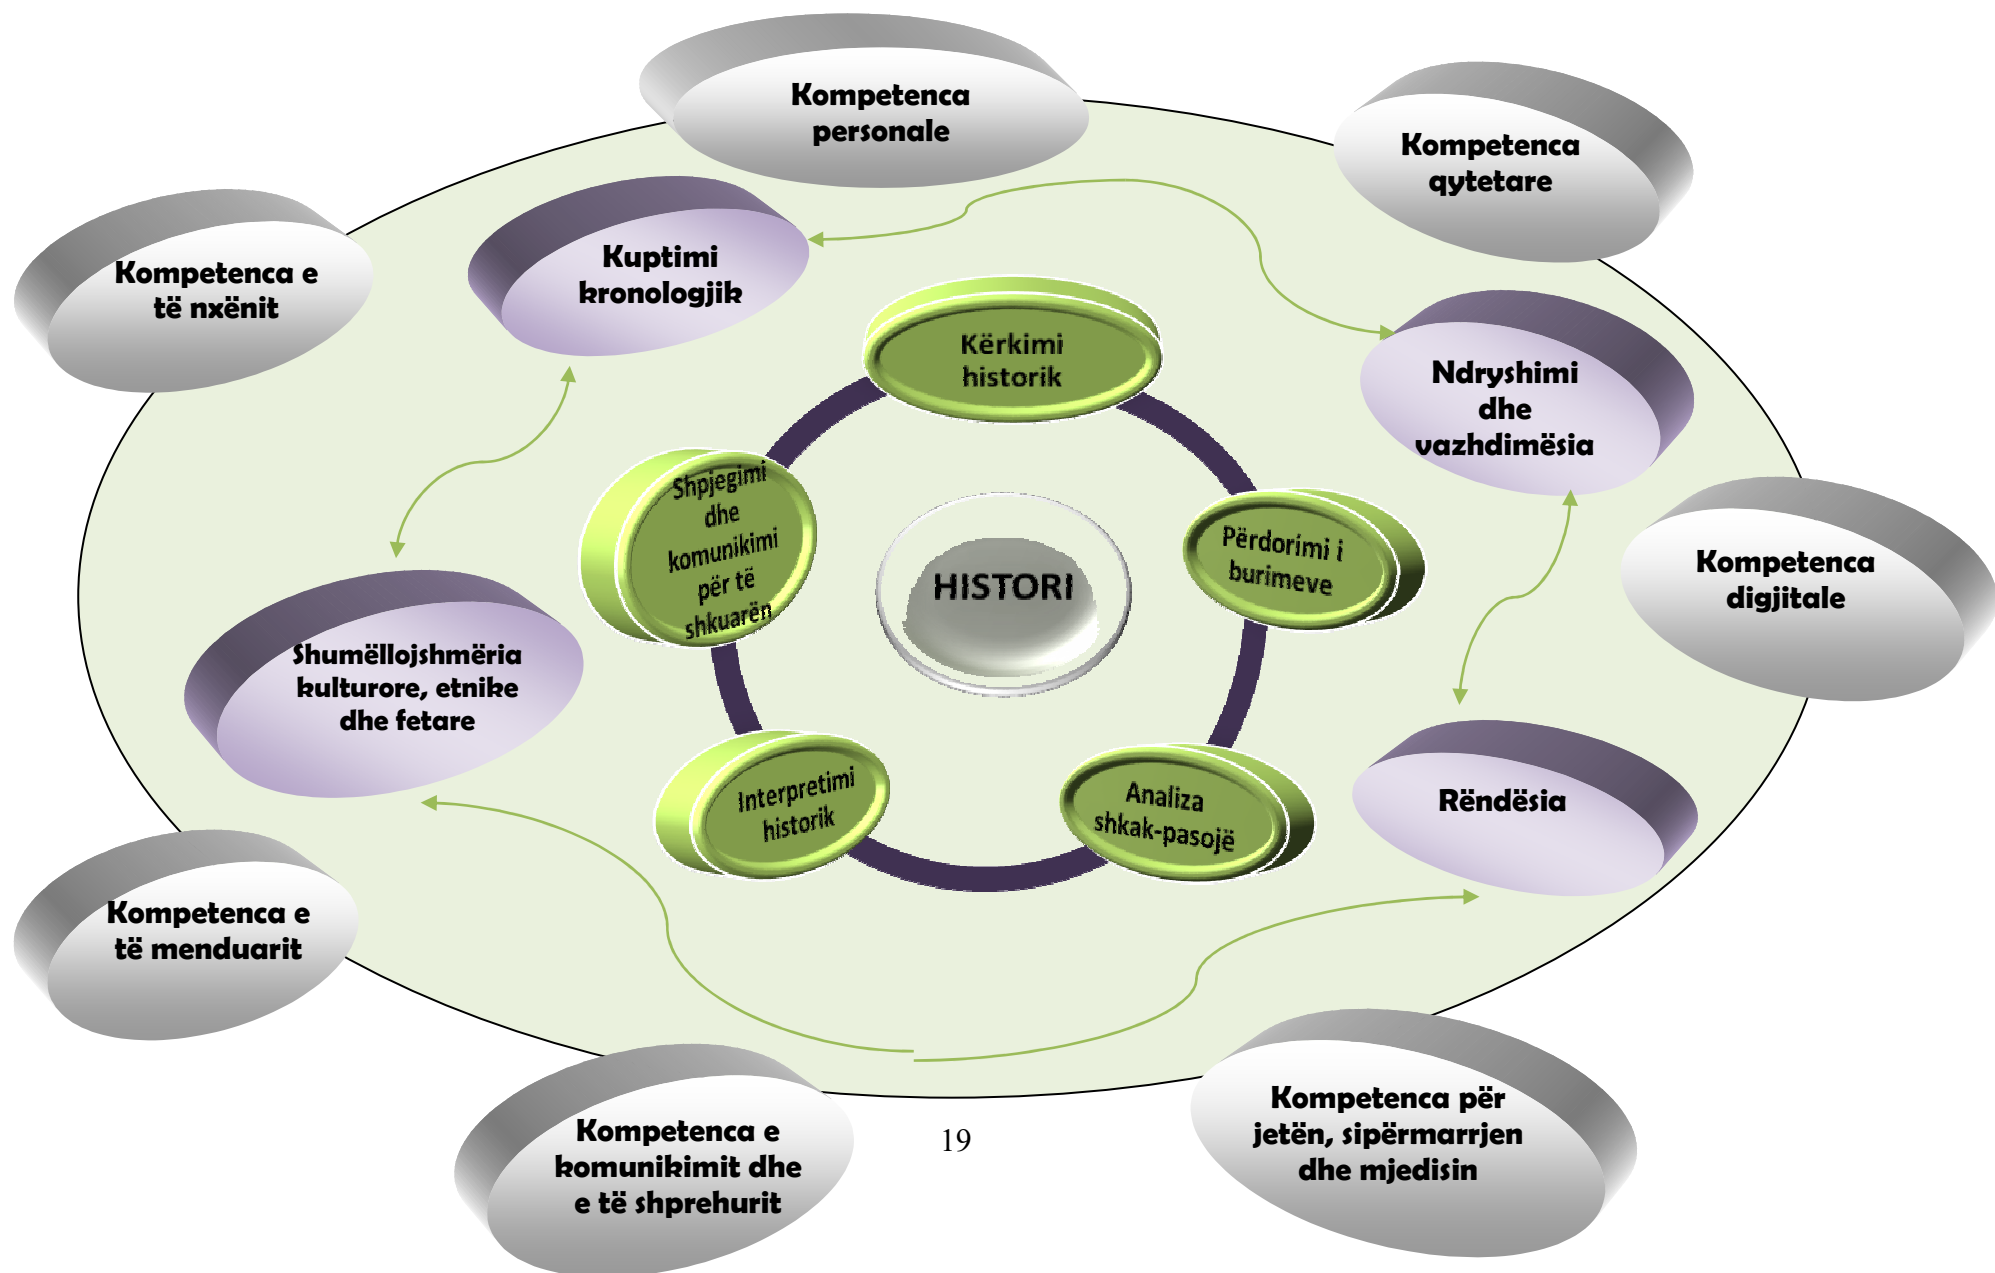 Kompetenca
personale
Kompetenca
qytetare
Kompetenca e
të nxënit
Kuptimi
kronologjik
Kërkimi
historik
Ndryshimi
dhe
vazhdimësia
Shpjegimi
dhe
komunikimi
për të
shkuarën
Përdorimi i
burimeve
HISTORI
Kompetenca
digjitale
Shumëllojshmëria
kulturore, etnike
dhe fetare
Interpretimi
historik
Analiza
shkak-pasojë
Rëndësia
Kompetenca e
të menduarit
Kompetenca e
komunikimit dhe
e të shprehurit
19
Kompetenca për
jetën, sipërmarrjen
dhe mjedisin